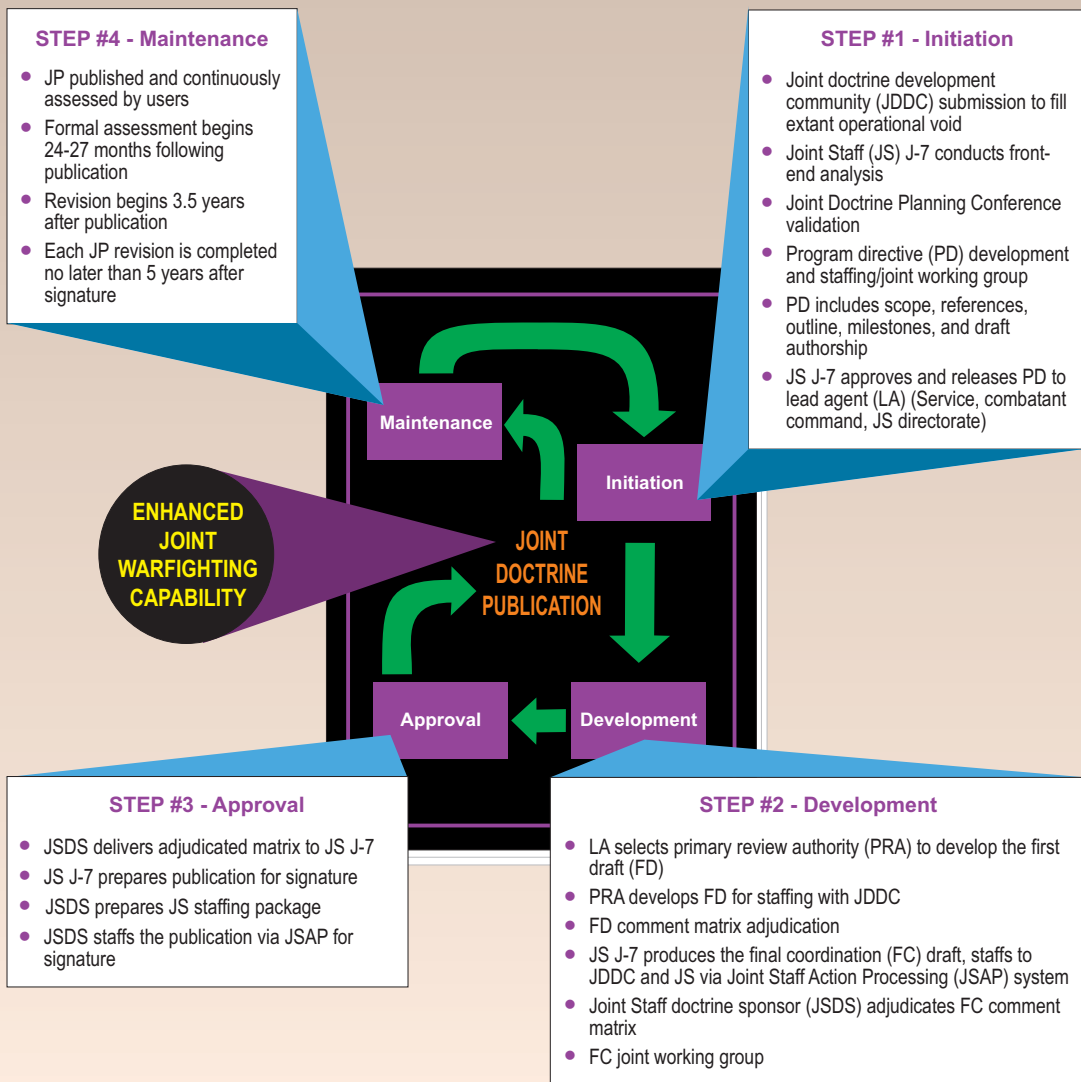 STEP #4 - Maintenance
• JP published and continuously
assessed by users
• Formal assessment begins
24-27 months following
publication
• Revision begins 3.5 years
after publication
• Each JP revision is completed
no later than 5 years after
signature
STEP #1 - Initiation
• Joint doctrine development
community (JDDC) submission to fill
extant operational void
• Joint Staff (JS) J-7 conducts front-
end analysis
• Joint Doctrine Planning Conference
validation
• Program directive (PD) development
and staffing/joint working group
• PD includes scope, references,
outline, milestones, and draft
authorship
• JS J-7 approves and releases PD to
lead agent (LA) (Service, combatant
command, JS directorate)
Maintenance
Initiation
ENHANCED
JOINT
WARFIGHTING
CAPABILITY
JOINT
DOCTRINE
PUBLICATION
Approval
Development
STEP #3 - Approval
• JSDS delivers adjudicated matrix to JS J-7
• JS J-7 prepares publication for signature
• JSDS prepares JS staffing package
• JSDS staffs the publication via JSAP for
signature
STEP #2 - Development
• LA selects primary review authority (PRA) to develop the first
draft (FD)
• PRA develops FD for staffing with JDDC
• FD comment matrix adjudication
• JS J-7 produces the final coordination (FC) draft, staffs to
JDDC and JS via Joint Staff Action Processing (JSAP) system
• Joint Staff doctrine sponsor (JSDS) adjudicates FC comment
matrix
• FC joint working group